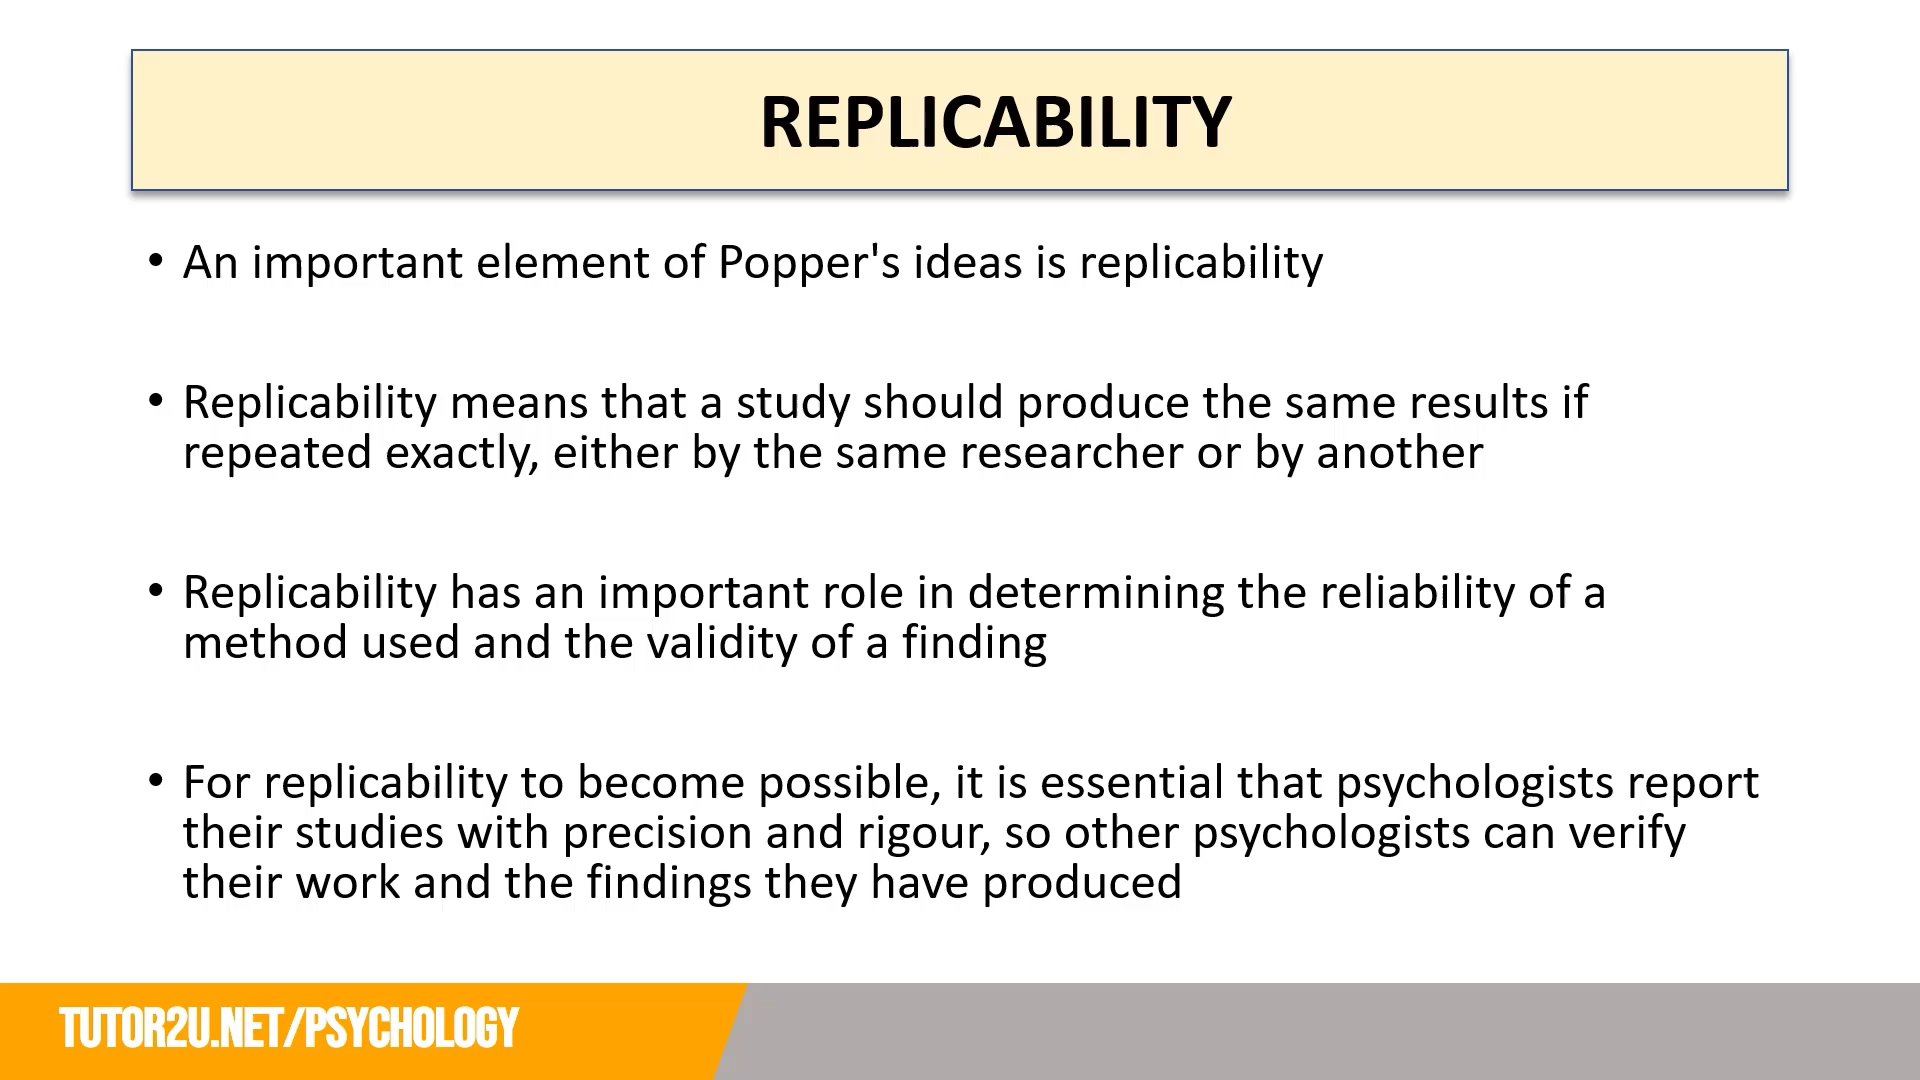 REPLICABILITY
• An important element of Popper's ideas is replicability
• Replicability means that a study should produce the same results if
repeated exactly, either by the same researcher or by another
• Replicability has an important role in determining the reliability of a
method used and the validity of a finding
• For replicability to become possible, it is essential that psychologists report
their studies with precision and rigour, so other psychologists can verify
their work and the findings they have produced
TUTOR2U.NET/PSYCHOLOGY